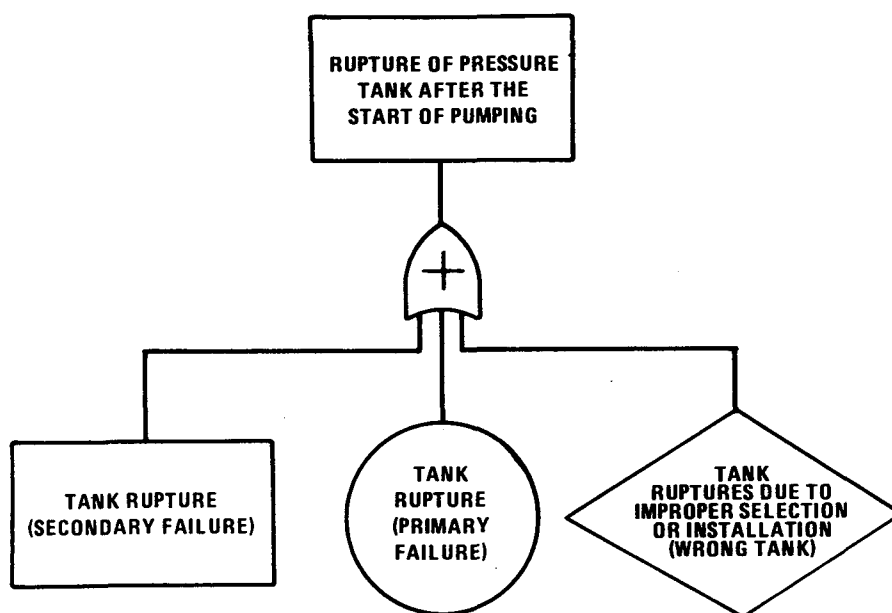 RUPTURE OF PRESSURE
TANK AFTER THE
START OF PUMPING
+
TANK RUPTURE
(SECONDARY FAILURE)
TANK
RUPTURE
(PRIMARY
FAILURE)
TANK
RUPTURES DUE TO
IMPROPER SELECTION
OR INSTALLATION
(WRONG TANK)